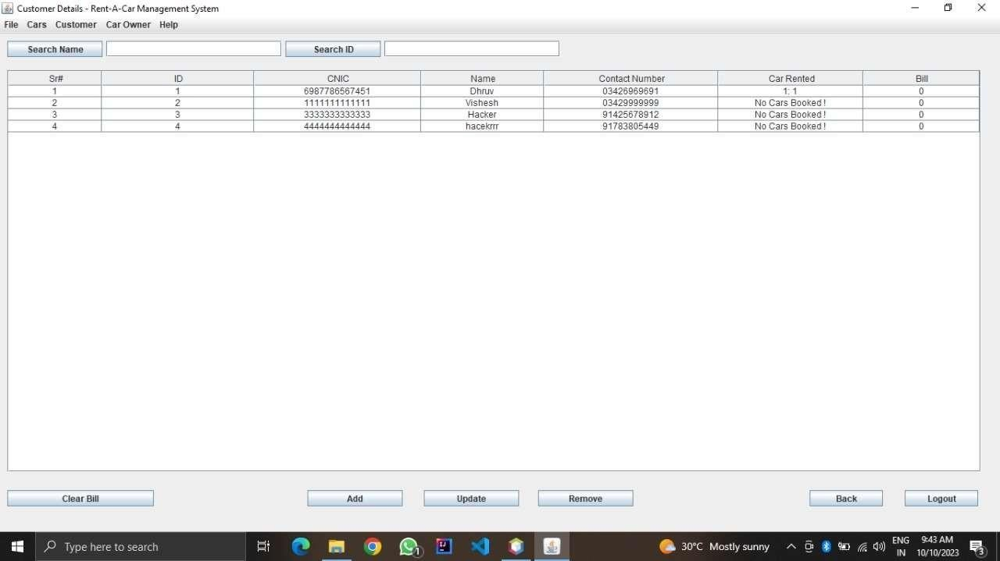 Customer Details - Rent-A-Car Management System
File Cars Customer Car Owner Help
Search Name Search ID
Sr# ID CNIC Name Contact Number Car Rented Bill
1 1 6987786567451 Dhruv 03426969691 1: 1 0
2 2 1111111111111 Vishesh 03429999999 No Cars Booked ! 0
3 3 3333333333333 Hacker 91425678912 No Cars Booked ! 0
4 4 4444444444444 hacekrrr 91783805449 No Cars Booked ! 0
Clear Bill Add Update Remove Back Logout
Type here to search 1 30°C Mostly sunny ENG 9:43 AM
IN 10/10/2023 3